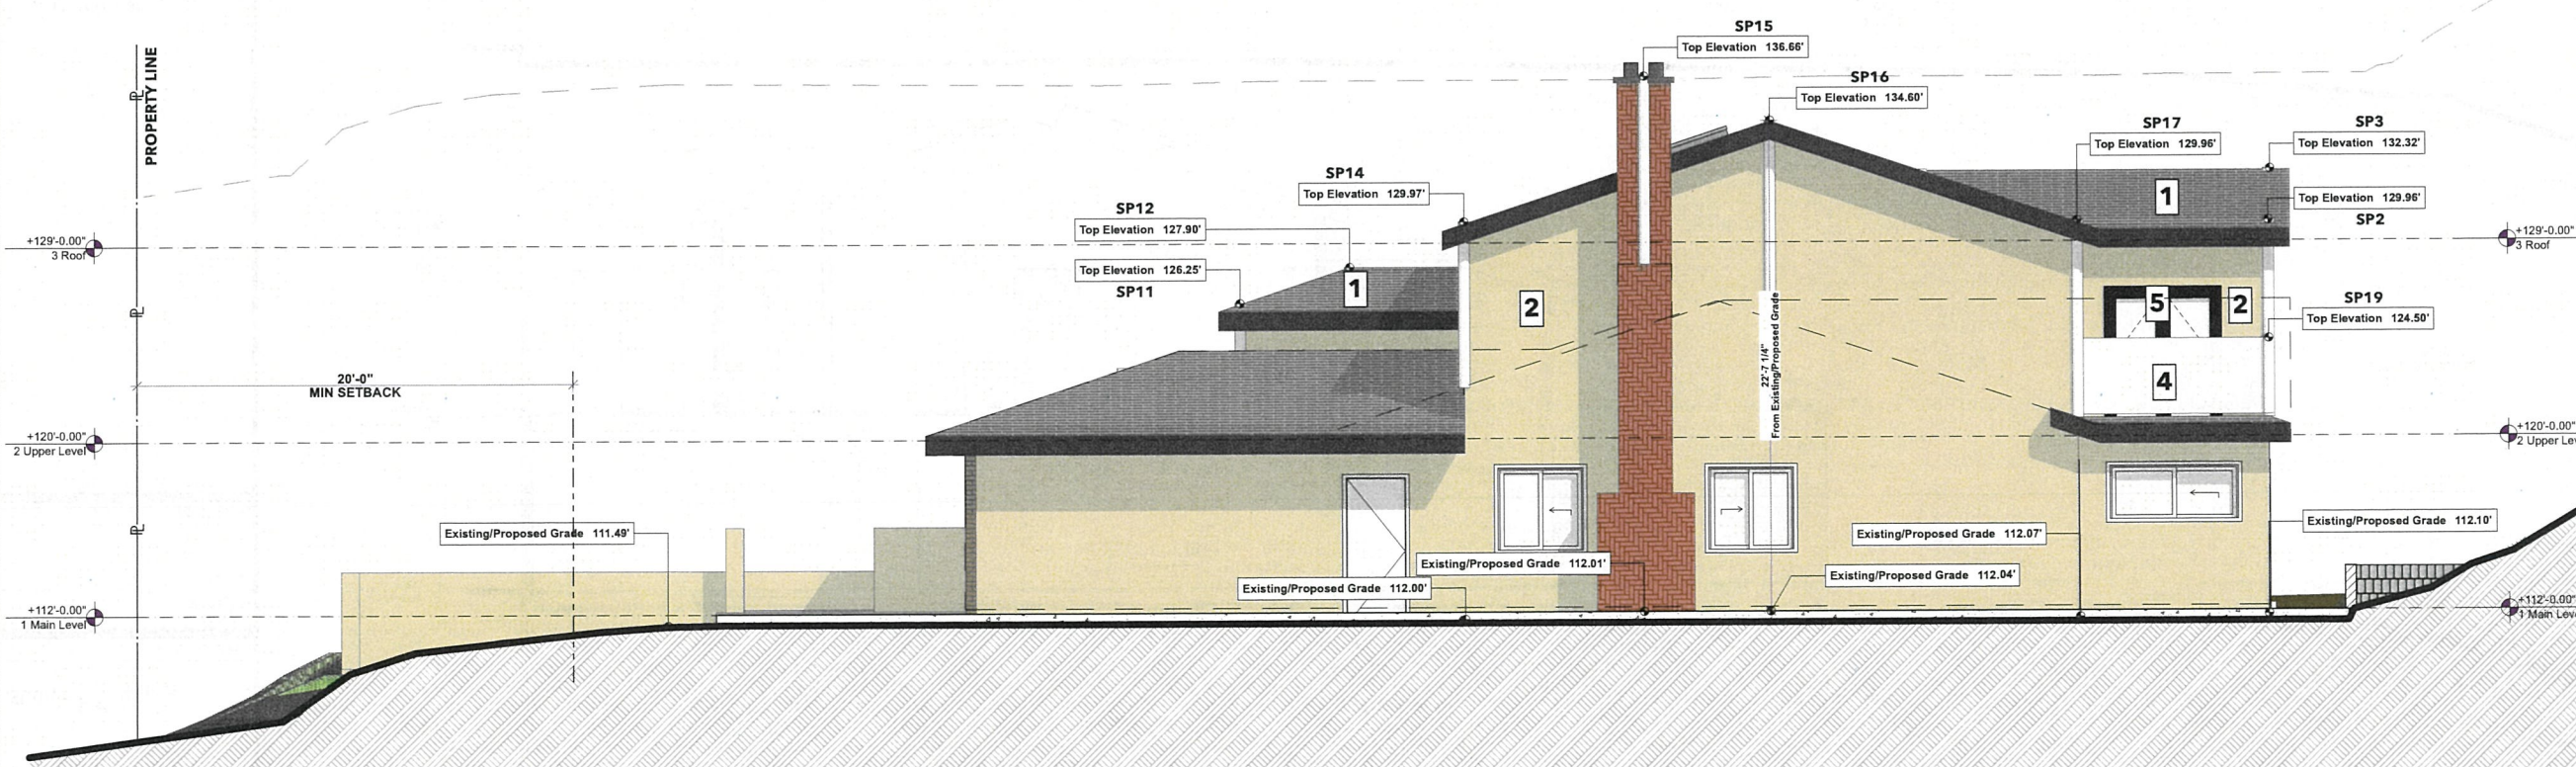 SP15
Top Elevation 136.66'
SP16
Top Elevation 134.60'
PROPERTY LINE
SP17
Top Elevation 129.96'
SP3
Top Elevation 132.32'
SP14
Top Elevation 129.97'
Top Elevation 129.96'
SP2
SP12
Top Elevation 127.90'
Top Elevation 126.25'
SP11
1
1
2
5
2
4
SP19
Top Elevation 124.50'
+129'-0.00"
3 Roof
+129'-0.00"
3 Roof
22'-7 1/4"
From Existing/Proposed Grade
20'-0"
MIN SETBACK
+120'-0.00"
2 Upper Level
+120'-0.00"
2 Upper Lev
Existing/Proposed Grade 111.49'
Existing/Proposed Grade 112.00'
Existing/Proposed Grade 112.01'
Existing/Proposed Grade 112.04'
Existing/Proposed Grade 112.07'
Existing/Proposed Grade 112.10'
+112'-0.00"
1 Main Level
+112'-0.00"
1 Main Leve
PL
PL
PL